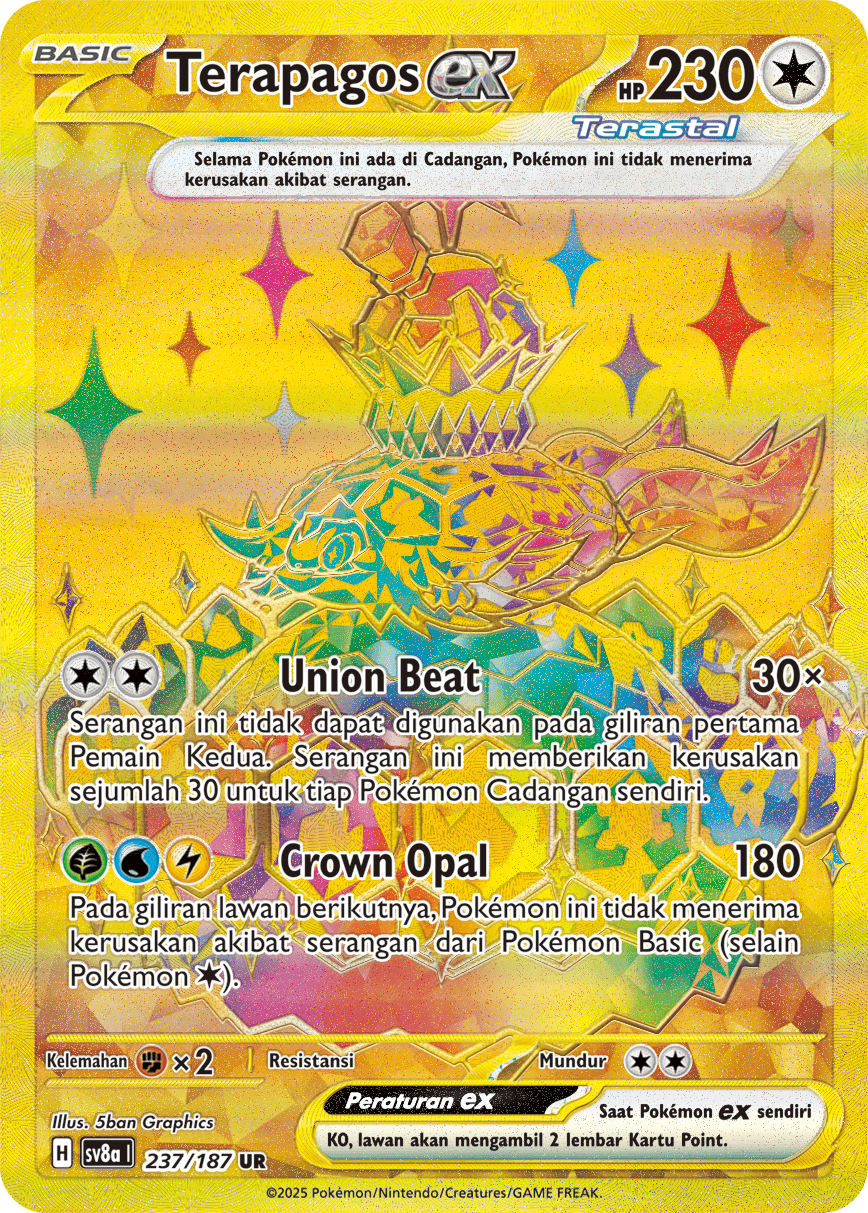 BASIC
Terapagos ex
HP 230
Terastal
Selama Pokémon ini ada di Cadangan, Pokémon ini tidak menerima
kerusakan akibat serangan.
Union Beat 30×
Serangan ini tidak dapat digunakan pada giliran pertama
Pemain Kedua. Serangan ini memberikan kerusakan
sejumlah 30 untuk tiap Pokémon Cadangan sendiri.
Crown Opal 180
Pada giliran lawan berikutnya, Pokémon ini tidak menerima
kerusakan akibat serangan dari Pokémon Basic (selain
Pokémon ).
Kelemahan ×2 Resistansi Mundur
Peraturan ex
Saat Pokémon ex sendiri
KO, lawan akan mengambil 2 lembar Kartu Point.
Illus. 5ban Graphics
H sv8a I 237/187 UR
©2025 Pokémon/Nintendo/Creatures/GAME FREAK.